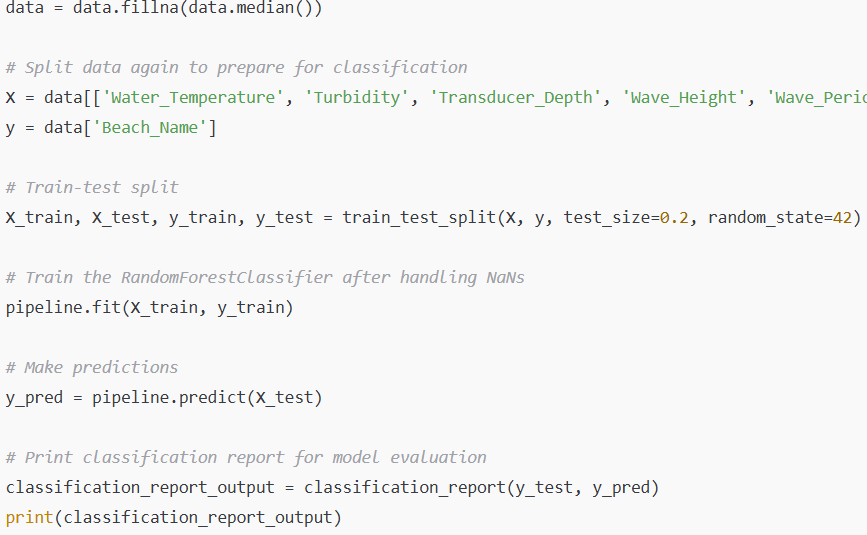 data = data.fillna(data.median())
# Split data again to prepare for classification
X = data[['Water_Temperature', 'Turbidity', 'Transducer_Depth', 'Wave_Height', 'Wave_Perio
y = data['Beach_Name']
# Train-test split
X_train, X_test, y_train, y_test = train_test_split(X, y, test_size=0.2, random_state=42)
# Train the RandomForestClassifier after handling NaNs
pipeline.fit(X_train, y_train)
# Make predictions
y_pred = pipeline.predict(X_test)
# Print classification report for model evaluation
classification_report_output = classification_report(y_test, y_pred)
print(classification_report_output)